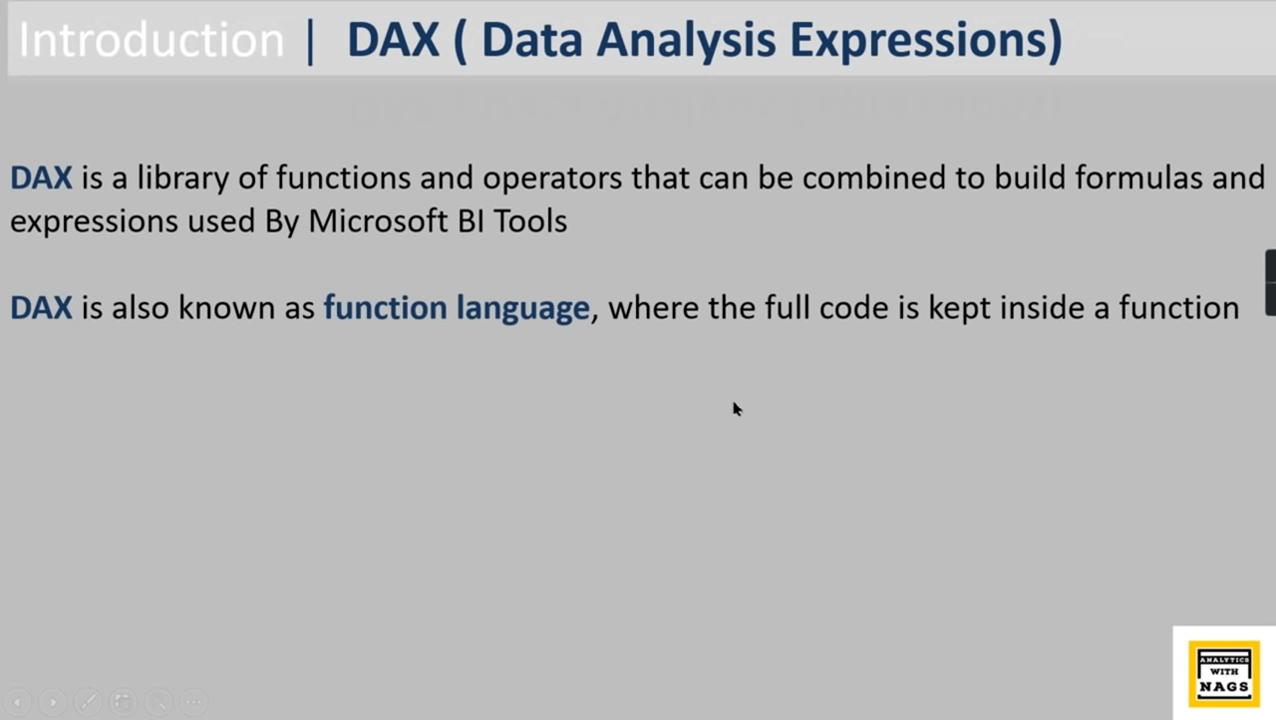 Introduction | DAX ( Data Analysis Expressions)
DAX is a library of functions and operators that can be combined to build formulas and
expressions used By Microsoft BI Tools
DAX is also known as function language, where the full code is kept inside a function
ANALYTICS
WITH
NAGS